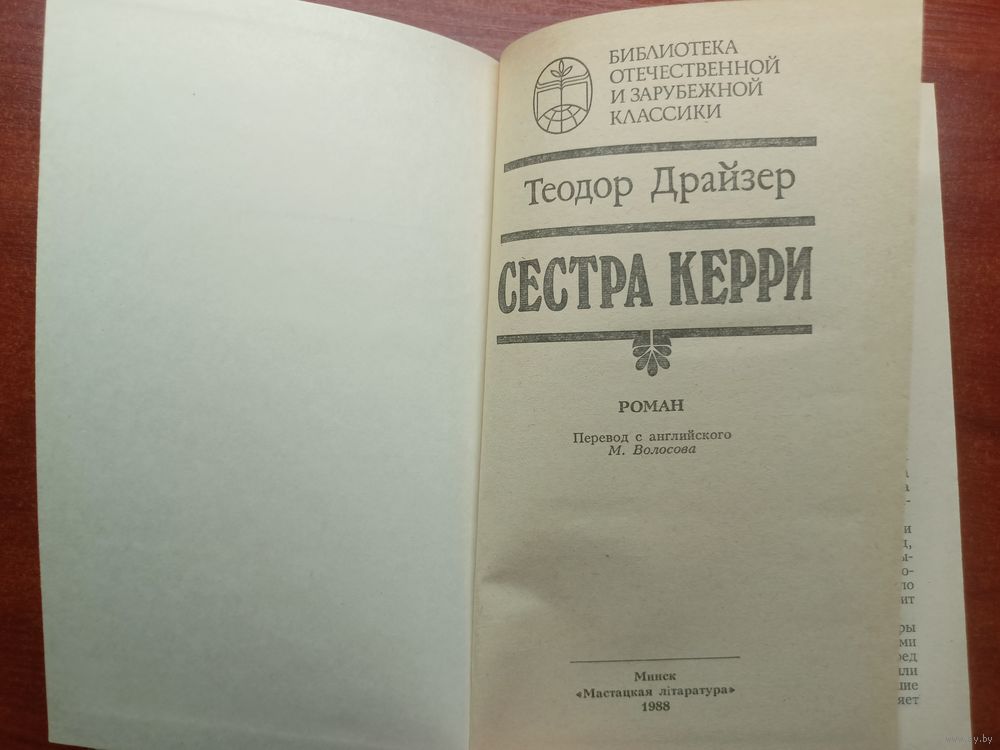 БИБЛИОТЕКА
ОТЕЧЕСТВЕННОЙ
И ЗАРУБЕЖНОЙ
КЛАССИКИ
Теодор Драйзер
СЕСТРА КЕРРИ
РОМАН
Перевод с английского
М. Волосова
Минск
«Мастацкая літаратура»
1988